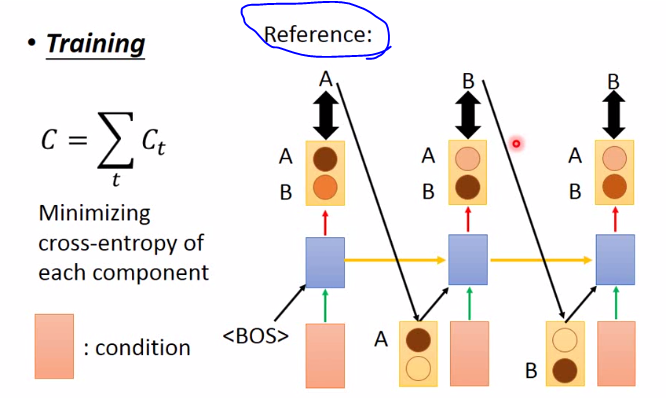 • Training
Reference:
A
B
B
A
B
A
B
A
B
C = ∑ C_t
t
Minimizing
cross-entropy of
each component
<BOS>
: condition
A
B